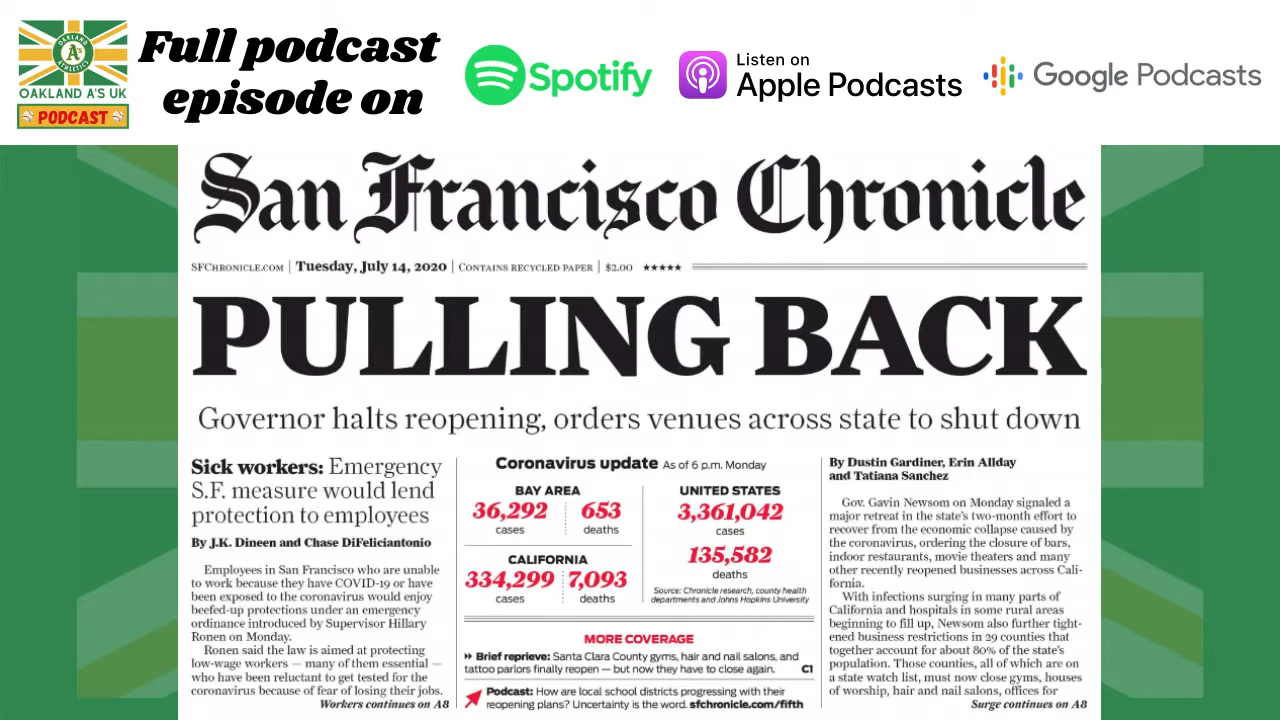 OAKLAND
A's
ATHLETICS
OAKLAND A'S UK
PODCAST
Full podcast
episode on
Spotify
Listen on
Apple Podcasts
Google Podcasts
San Francisco Chronicle
SFCHRONICLE.COM | Tuesday, July 14, 2020 | CONTAINS RECYCLED PAPER | $2.00 ★★★★★
PULLING BACK
Governor halts reopening, orders venues across state to shut down
Sick workers: Emergency
S.F. measure would lend
protection to employees
By J.K. Dineen and Chase DiFeliciantonio
Employees in San Francisco who are unable
to work because they have COVID-19 or have
been exposed to the coronavirus would enjoy
beefed-up protections under an emergency
ordinance introduced by Supervisor Hillary
Ronen on Monday.
Ronen said the law is aimed at protecting
low-wage workers — many of them essential —
who have been reluctant to get tested for the
coronavirus because of fear of losing their jobs.
Workers continues on A8
Coronavirus update As of 6 p.m. Monday
BAY AREA
36,292 653
cases deaths
CALIFORNIA
334,299 7,093
cases deaths
UNITED STATES
3,361,042
cases
135,582
deaths
Source: Chronicle research, county health
departments and Johns Hopkins University
MORE COVERAGE
Brief reprieve: Santa Clara County gyms, hair and nail salons, and
tattoo parlors finally reopen — but now they have to close again. C1
Podcast: How are local school districts progressing with their
reopening plans? Uncertainty is the word. sfchronicle.com/fifth
By Dustin Gardiner, Erin Allday
and Tatiana Sanchez
Gov. Gavin Newsom on Monday signaled a
major retreat in the state's two-month effort to
recover from the economic collapse caused by
the coronavirus, ordering the closure of bars,
indoor restaurants, movie theaters and many
other recently reopened businesses across Cali-
fornia.
With infections surging in many parts of
California and hospitals in some rural areas
beginning to fill up, Newsom also further tight-
ened business restrictions in 29 counties that
together account for about 80% of the state's
population. Those counties, all of which are on
a state watch list, must now close gyms, houses
of worship, hair and nail salons, offices for
Surge continues on A8